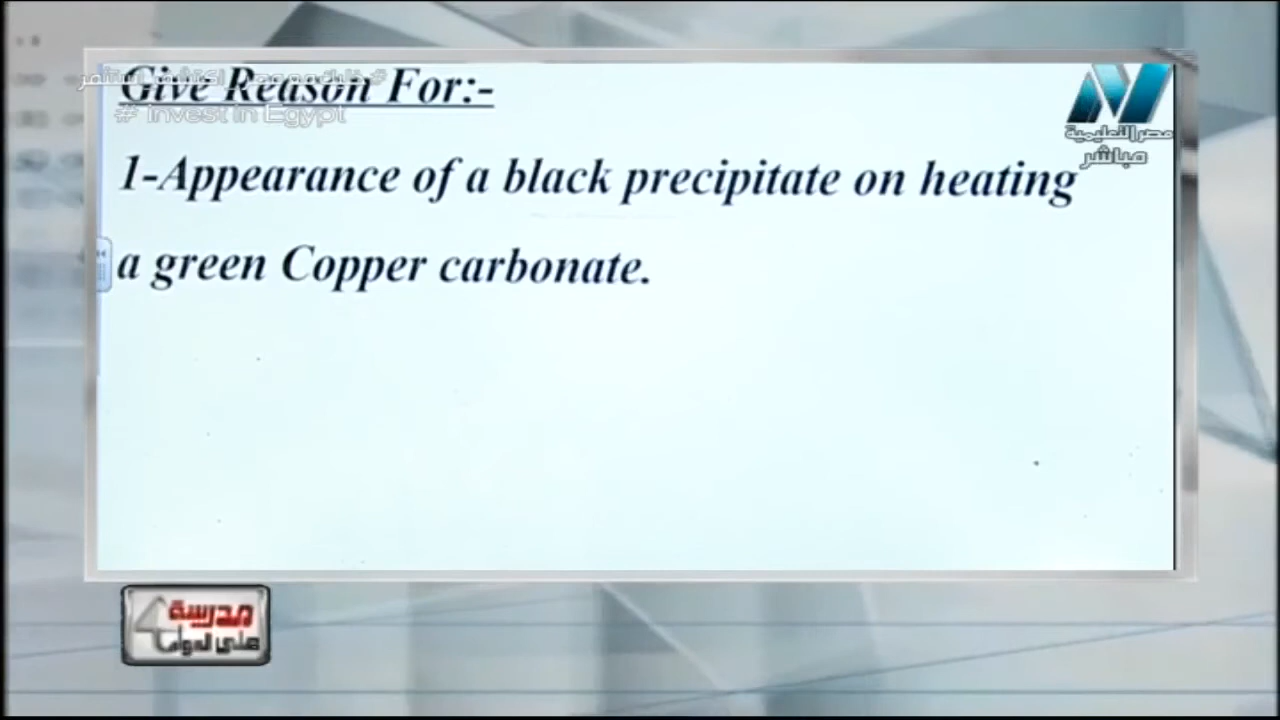 Give Reason For:-
# Invest in Egypt
مصر التعليمية
مباشر
1-Appearance of a black precipitate on heating
a green Copper carbonate.
مدرسة
على الهواء